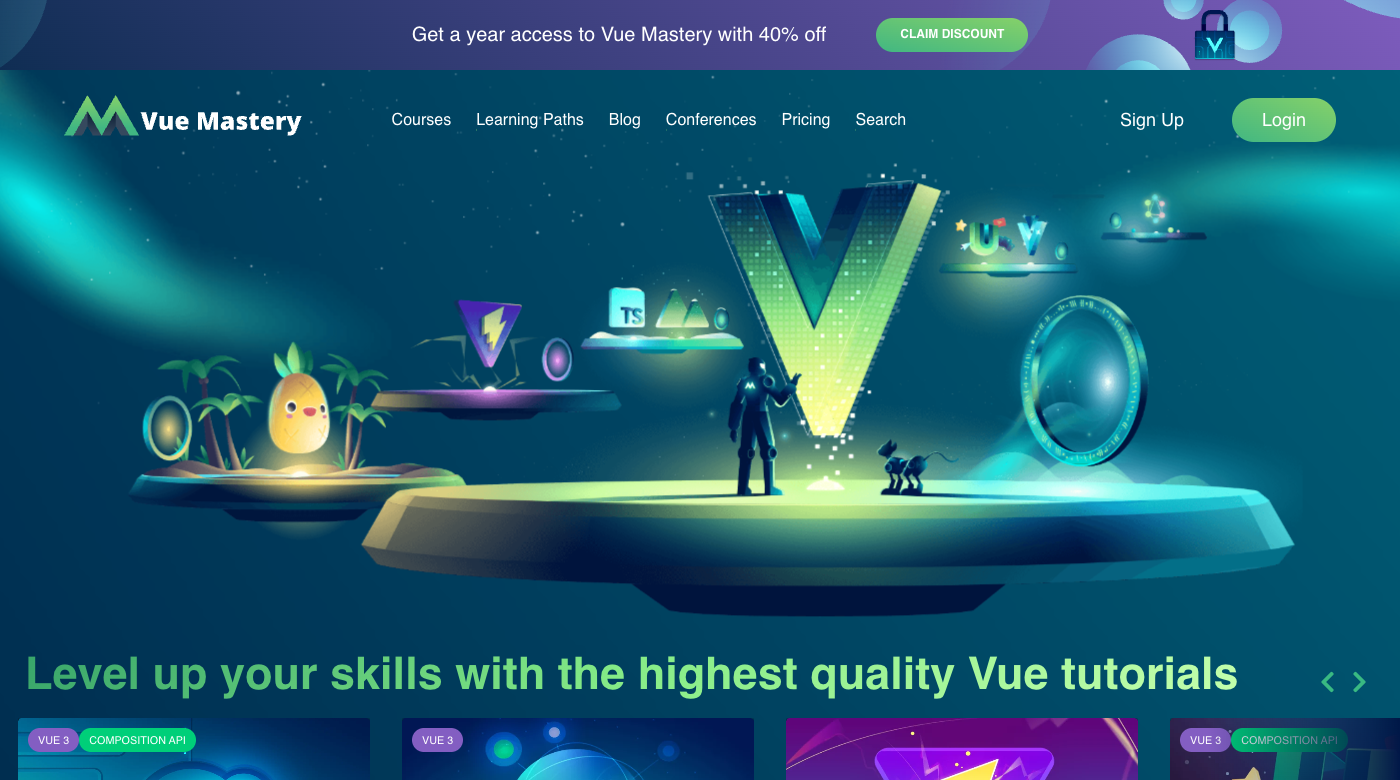 Get a year access to Vue Mastery with 40% off
CLAIM DISCOUNT
Vue Mastery
Courses
Learning Paths
Blog
Conferences
Pricing
Search
Sign Up
Login
TS
Level up your skills with the highest quality Vue tutorials
VUE 3
COMPOSITION API
VUE 3
VUE 3
COMPOSITION API